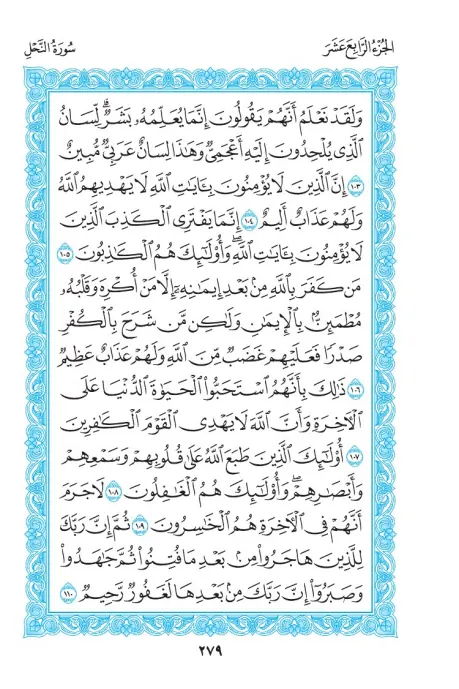 الجُزْءُ الرَّابِعَ عَشَرَ
سُورَةُ النَّحْلِ
وَلَقَدْ نَعْلَمُ أَنَّهُمْ يَقُولُونَ إِنَّمَا يُعَلِّمُهُۥ بَشَرٌۗ لِّسَانُ
ٱلَّذِى يُلْحِدُونَ إِلَيْهِ أَعْجَمِىٌّ وَهَٰذَا لِسَانٌ عَرَبِىٌّ مُّبِينٌ
١٠٣ إِنَّ ٱلَّذِينَ لَا يُؤْمِنُونَ بِـَٔايَٰتِ ٱللَّهِ لَا يَهْدِيهِمُ ٱللَّهُ
وَلَهُمْ عَذَابٌ أَلِيمٌ ١٠٤ إِنَّمَا يَفْتَرِى ٱلْكَذِبَ ٱلَّذِينَ
لَا يُؤْمِنُونَ بِـَٔايَٰتِ ٱللَّهِۖ وَأُو۟لَٰٓئِكَ هُمُ ٱلْكَٰذِبُونَ ١٠٥
مَن كَفَرَ بِٱللَّهِ مِنۢ بَعْدِ إِيمَٰنِهِۦٓ إِلَّا مَنْ أُكْرِهَ وَقَلْبُهُۥ
مُطْمَئِنٌّۢ بِٱلْإِيمَٰنِ وَلَٰكِن مَّن شَرَحَ بِٱلْكُفْرِ
صَدْرًا فَعَلَيْهِمْ غَضَبٌ مِّنَ ٱللَّهِ وَلَهُمْ عَذَابٌ عَظِيمٌ
١٠٦ ذَٰلِكَ بِأَنَّهُمُ ٱسْتَحَبُّوا۟ ٱلْحَيَوٰةَ ٱلدُّنْيَا عَلَى
ٱلْءَاخِرَةِ وَأَنَّ ٱللَّهَ لَا يَهْدِى ٱلْقَوْمَ ٱلْكَٰفِرِينَ
١٠٧ أُو۟لَٰٓئِكَ ٱلَّذِينَ طَبَعَ ٱللَّهُ عَلَىٰ قُلُوبِهِمْ وَسَمْعِهِمْ
وَأَبْصَٰرِهِمْۖ وَأُو۟لَٰٓئِكَ هُمُ ٱلْغَٰفِلُونَ ١٠٨ لَا جَرَمَ
أَنَّهُمْ فِى ٱلْءَاخِرَةِ هُمُ ٱلْخَٰسِرُونَ ١٠٩ ثُمَّ إِنَّ رَبَّكَ
لِلَّذِينَ هَاجَرُوا۟ مِنۢ بَعْدِ مَا فُتِنُوا۟ ثُمَّ جَٰهَدُوا۟
وَصَبَرُوٓا۟ إِنَّ رَبَّكَ مِنۢ بَعْدِهَا لَغَفُورٌ رَّحِيمٌ ١١٠
٢٧٩